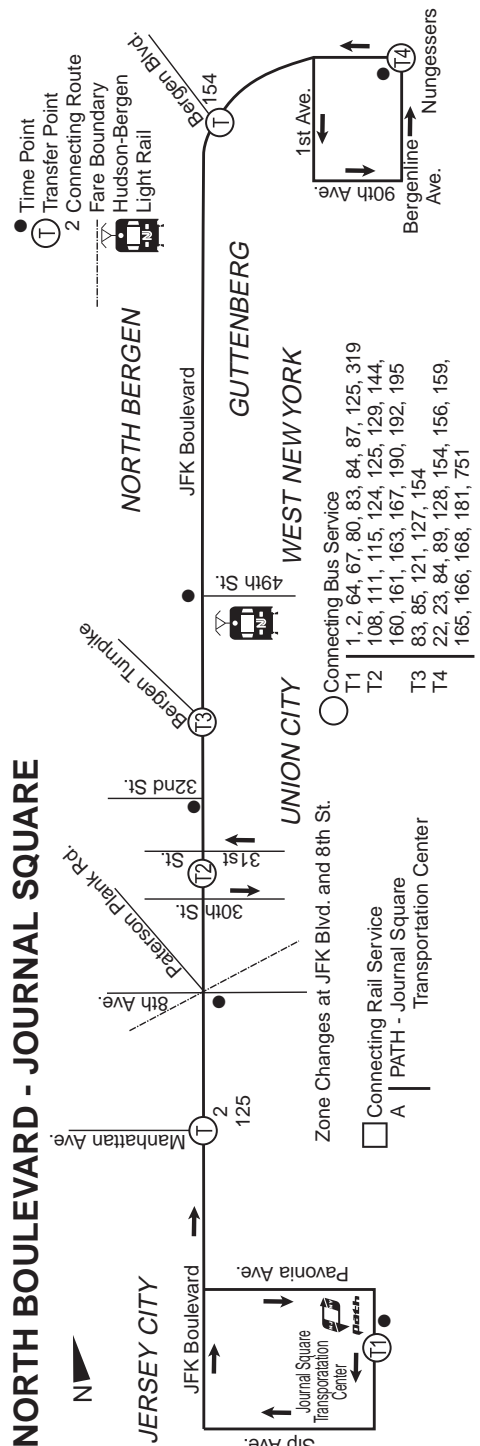 NORTH BOULEVARD - JOURNAL SQUARE
N
Time Point
T Transfer Point
2 Connecting Route
Fare Boundary
Hudson-Bergen
Light Rail
JERSEY CITY
JFK Boulevard
Sip Ave.
Pavonia Ave.
Journal Square
Transporatation
Center
path
T1
Manhattan Ave.
T
2
125
8th Ave.
Paterson Plank Rd.
30th St.
T2
31st St.
32nd St.
T3
Bergen Turnpike
49th St.
UNION CITY
WEST NEW YORK
NORTH BERGEN
JFK Boulevard
GUTTENBERG
Bergen Blvd.
T
154
1st Ave.
90th Ave.
Bergenline
Ave.
T4
Nungessers
Zone Changes at JFK Blvd. and 8th St.
Connecting Rail Service
A PATH - Journal Square
Transportation Center
Connecting Bus Service
T1 1, 2, 64, 67, 80, 83, 84, 87, 125, 319
T2 108, 111, 115, 124, 125, 129, 144,
160, 161, 163, 167, 190, 192, 195
T3 83, 85, 121, 127, 154
T4 22, 23, 84, 89, 128, 154, 156, 159,
165, 166, 168, 181, 751